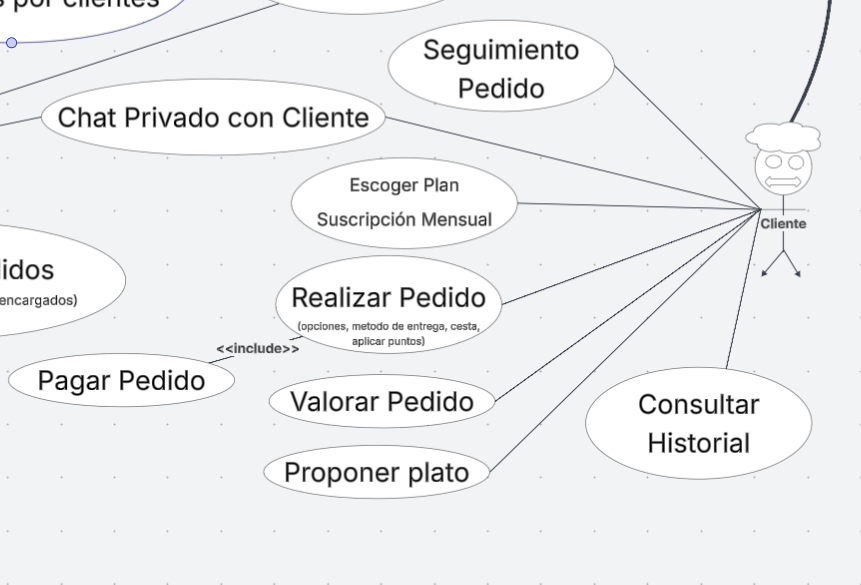 s por clientes
Seguimiento
Pedido
Chat Privado con Cliente
Escoger Plan
Suscripción Mensual
Cliente
lidos
encargados)
Realizar Pedido
(opciones, metodo de entrega, cesta,
aplicar puntos)
<<include>>
Pagar Pedido
Valorar Pedido
Consultar
Historial
Proponer plato